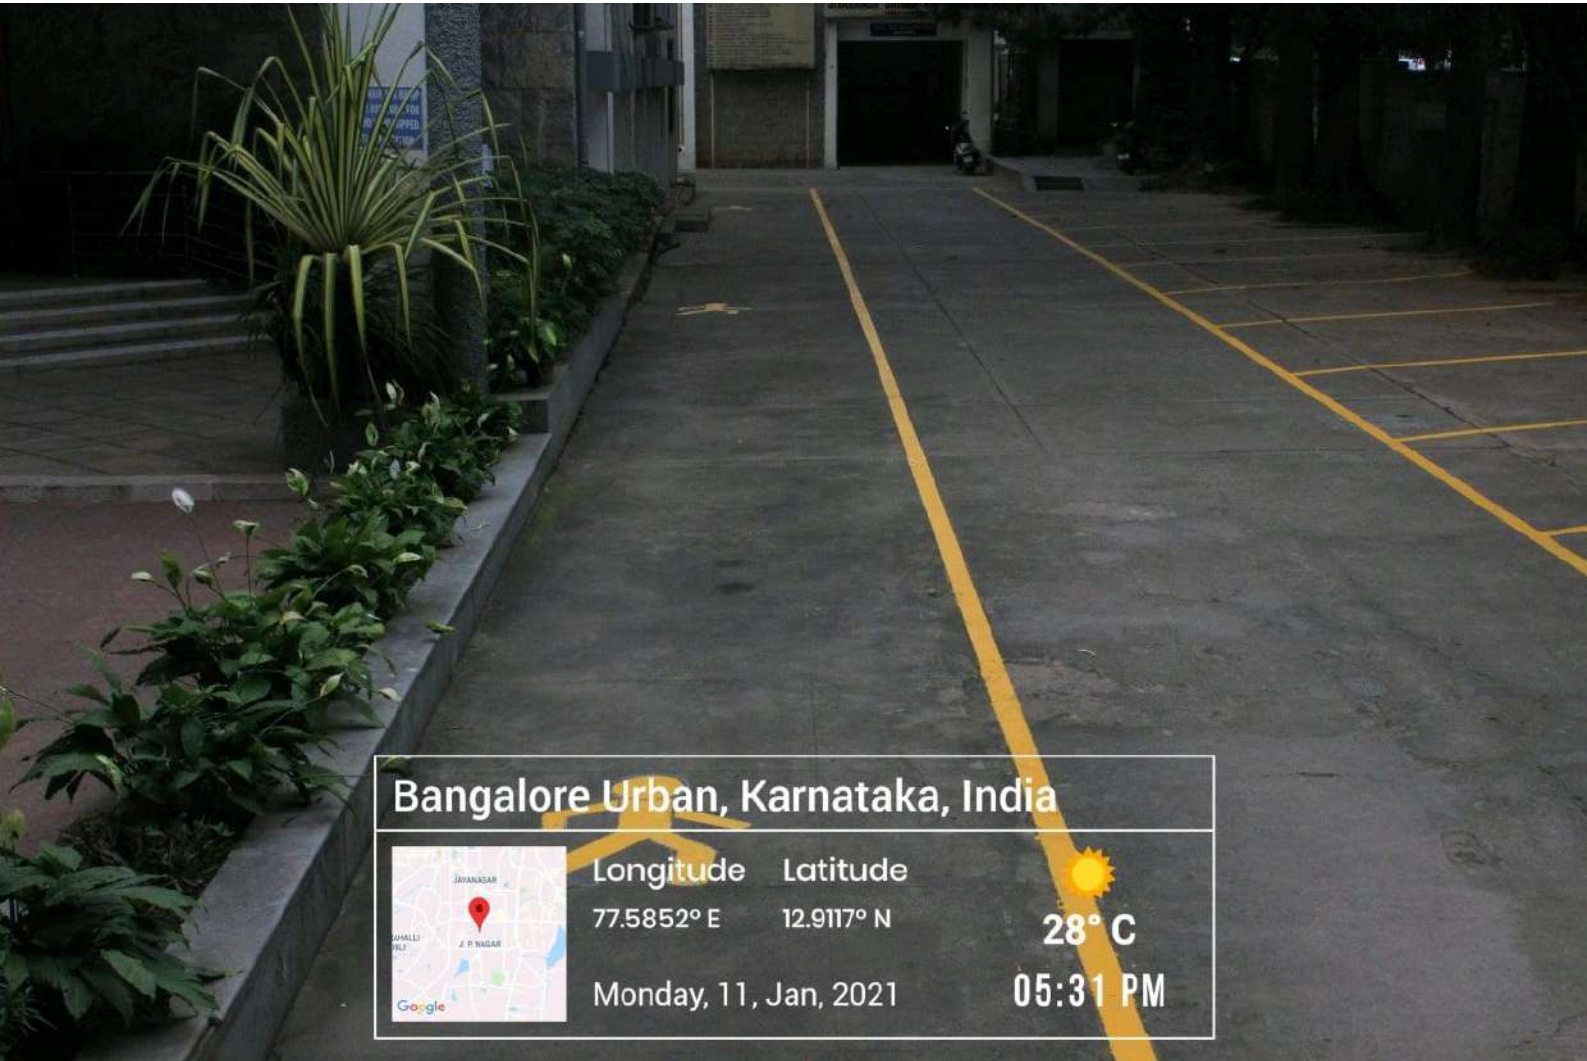 FOR
Bangalore Urban, Karnataka, India
JAYANAGAR
J. P. NAGAR
Google
Longitude Latitude
77.5852° E 12.9117° N
28° C
Monday, 11, Jan, 2021
05:31 PM